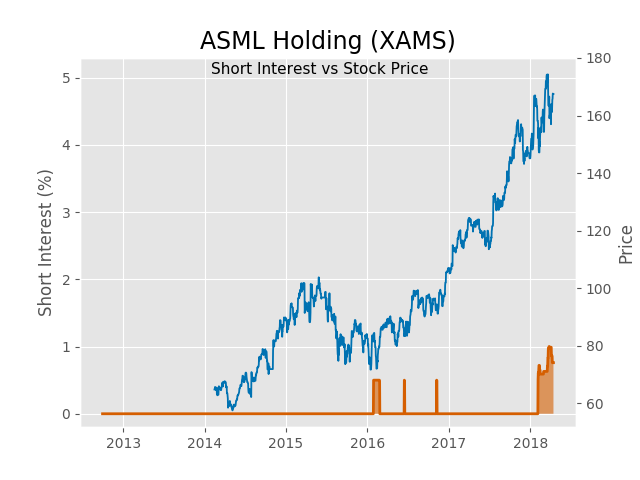 ASML Holding (XAMS)
Short Interest vs Stock Price
Short Interest (%)
5
4
3
2
1
0
180
160
140
120
100
80
60
Price
2013 2014 2015 2016 2017 2018